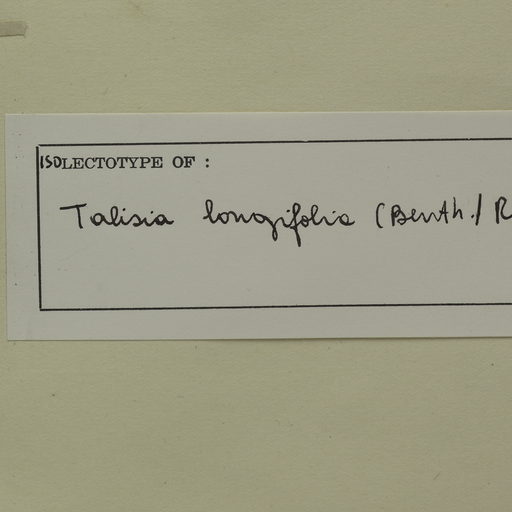 ISOLECTOTYPE OF :
Talisia longifolia (Benth.) R